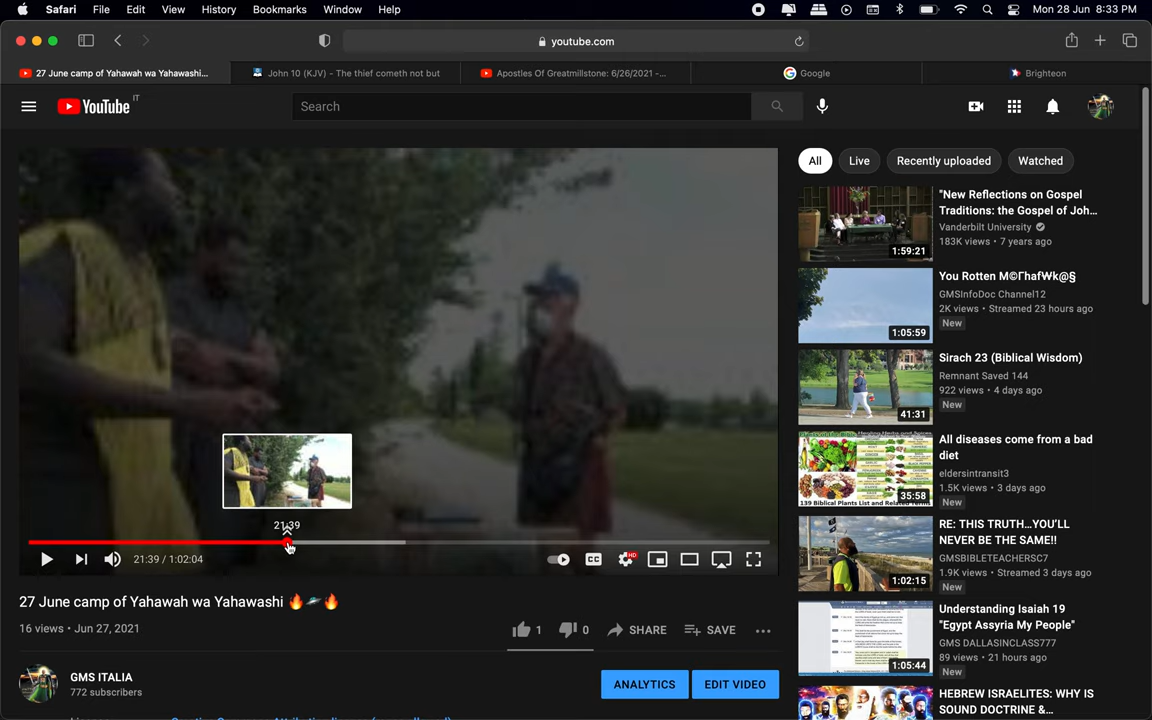 Safari File Edit View History Bookmarks Window Help Mon 28 Jun 8:33 PM
youtube.com
27 June camp of Yahawah wa Yahawashi... John 10 (KJV) - The thief cometh not but Apostles Of Greatmillstone: 6/26/2021 -... Google Brighteon
YouTube IT Search
All Live Recently uploaded Watched
"New Reflections on Gospel
Traditions: the Gospel of Joh...
Vanderbilt University
183K views • 7 years ago
1:59:21
You Rotten M©ГhafW̶k@§
GMSInfoDoc Channel12
2K views • Streamed 23 hours ago
New
1:05:59
Sirach 23 (Biblical Wisdom)
Remnant Saved 144
922 views • 4 days ago
New
41:31
All diseases come from a bad
diet
eldersintransit3
1.5K views • 3 days ago
New
35:58
139 Biblical Plants List and Related
RE: THIS TRUTH...YOU'LL
NEVER BE THE SAME!!
GMSBIBLETEACHERSC7
1.9K views • Streamed 3 days ago
New
1:02:15
Understanding Isaiah 19
"Egypt Assyria My People"
GMS DALLASINCLASS777
89 views • 21 hours ago
New
1:05:44
HEBREW ISRAELITES: WHY IS
SOUND DOCTRINE &...
21:39
21:39 / 1:02:04
CC HD
27 June camp of Yahawah wa Yahawashi 🔥🪐🔥
16 views • Jun 27, 2021
1 0 SHARE SAVE
GMS ITALIA
772 subscribers
ANALYTICS EDIT VIDEO